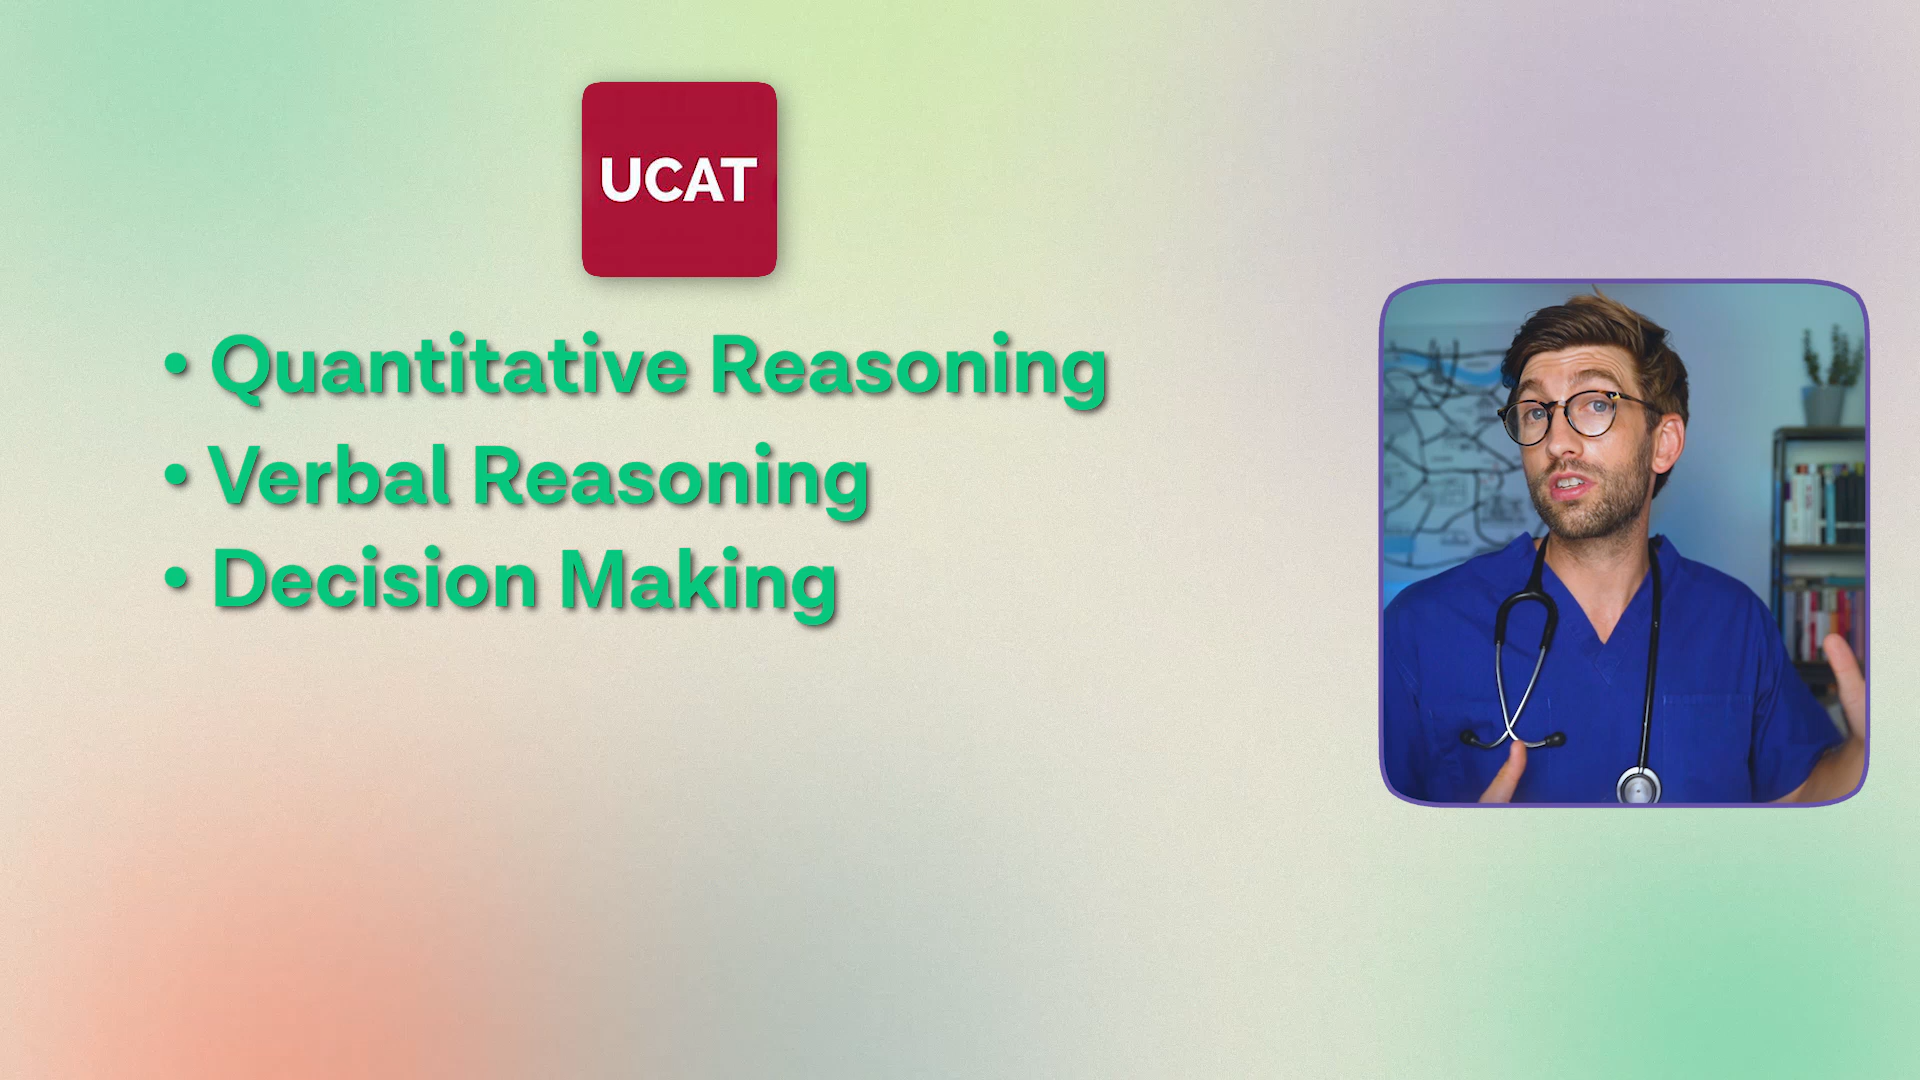 UCAT
• Quantitative Reasoning
• Verbal Reasoning
• Decision Making